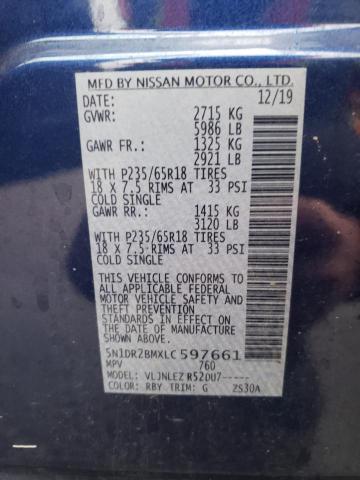 MFD BY NISSAN MOTOR CO., LTD.
DATE: 12/19
GVWR: 2715 KG
5986 LB
GAWR FR.: 1325 KG
2921 LB
WITH P235/65R18 TIRES
18 X 7.5 RIMS AT 33 PSI
COLD SINGLE
GAWR RR.: 1415 KG
3120 LB
WITH P235/65R18 TIRES
18 X 7.5 RIMS AT 33 PSI
COLD SINGLE
THIS VEHICLE CONFORMS TO
ALL APPLICABLE FEDERAL
MOTOR VEHICLE SAFETY
AND THEFT PREVENTION
STANDARDS IN EFFECT ON
THE DATE OF MANUFACTURE
SHOWN ABOVE.
5N1DR2BMXLC597661
MPV 760
MODEL: VLJNLEZ R52DU7-----
COLOR: RBY TRIM: G ZS30A